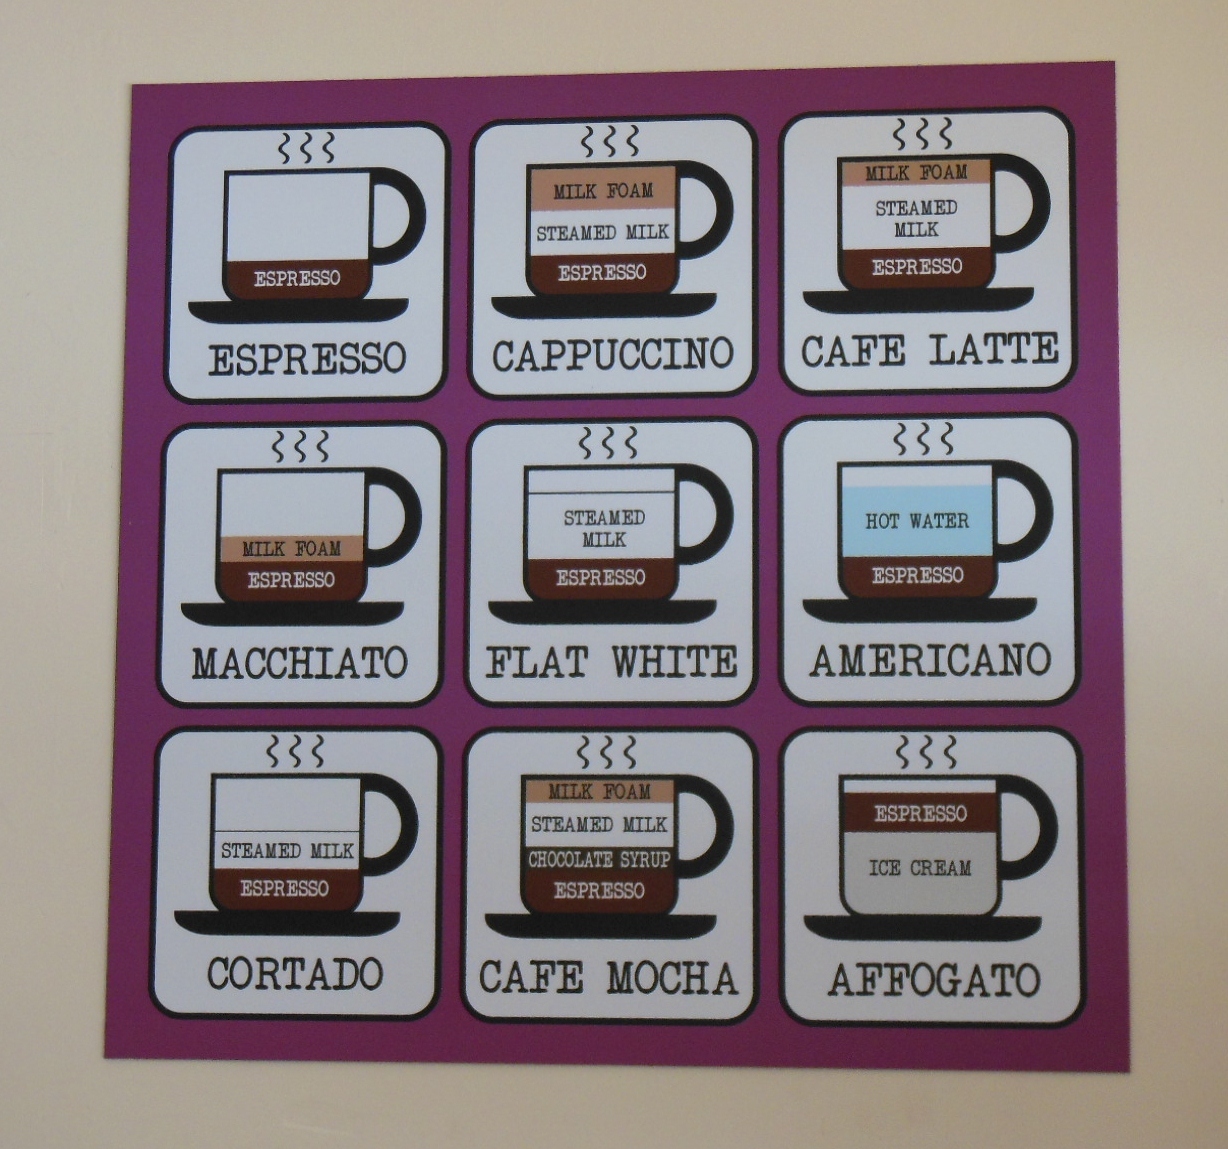 ESPRESSO
ESPRESSO
MILK FOAM
STEAMED MILK
ESPRESSO
CAPPUCCINO
MILK FOAM
STEAMED
MILK
ESPRESSO
CAFE LATTE
MILK FOAM
ESPRESSO
MACCHIATO
STEAMED
MILK
ESPRESSO
FLAT WHITE
HOT WATER
ESPRESSO
AMERICANO
STEAMED MILK
ESPRESSO
CORTADO
MILK FOAM
STEAMED MILK
CHOCOLATE SYRUP
ESPRESSO
CAFE MOCHA
ESPRESSO
ICE CREAM
AFFOGATO